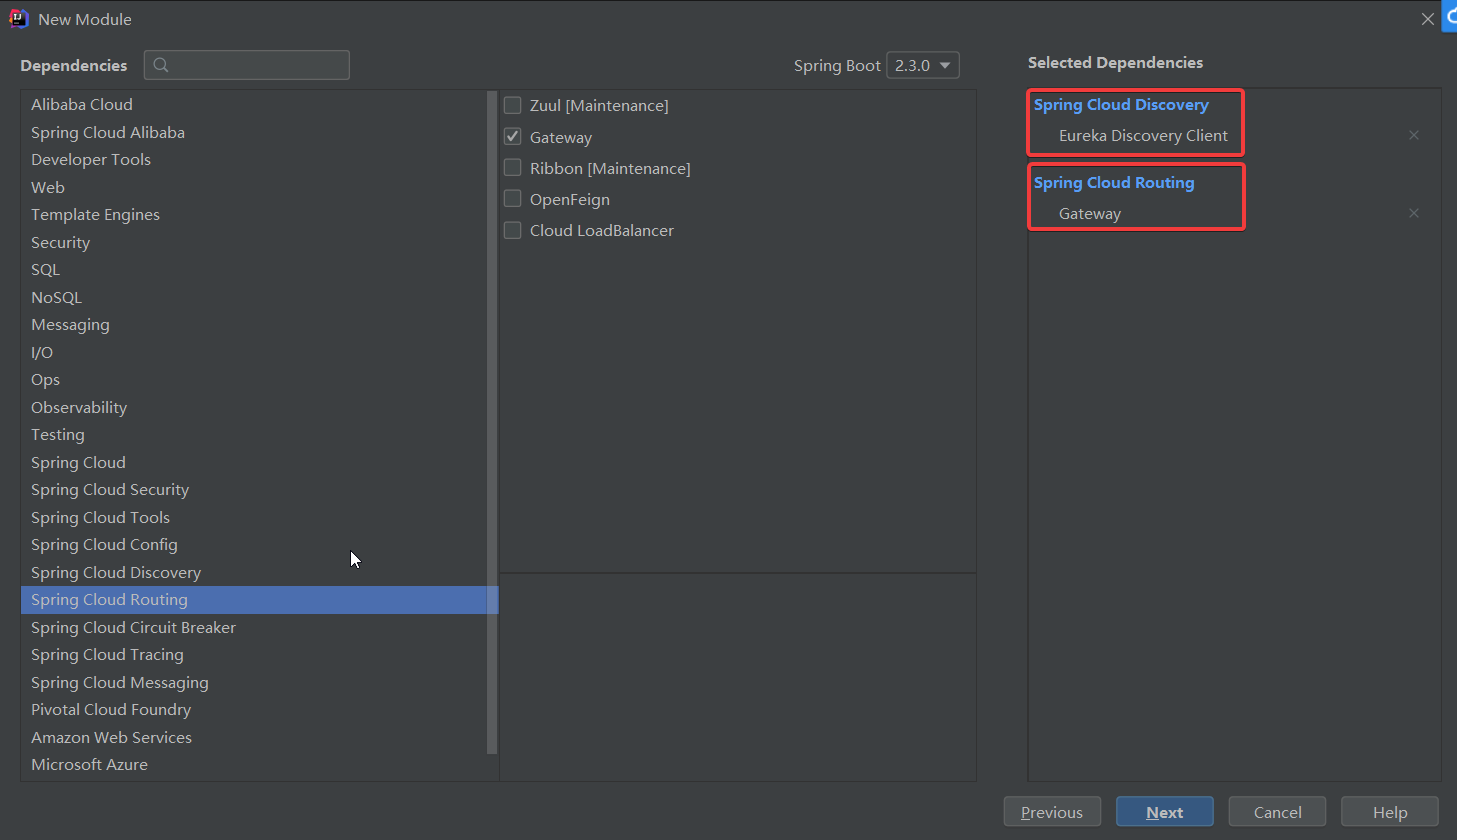 New Module
Dependencies
Spring Boot 2.3.0
Selected Dependencies
Alibaba Cloud
Spring Cloud Alibaba
Developer Tools
Web
Template Engines
Security
SQL
NoSQL
Messaging
I/O
Ops
Observability
Testing
Spring Cloud
Spring Cloud Security
Spring Cloud Tools
Spring Cloud Config
Spring Cloud Discovery
Spring Cloud Routing
Spring Cloud Circuit Breaker
Spring Cloud Tracing
Spring Cloud Messaging
Pivotal Cloud Foundry
Amazon Web Services
Microsoft Azure
Zuul [Maintenance]
Gateway
Ribbon [Maintenance]
OpenFeign
Cloud LoadBalancer
Spring Cloud Discovery
Eureka Discovery Client
Spring Cloud Routing
Gateway
Previous
Next
Cancel
Help